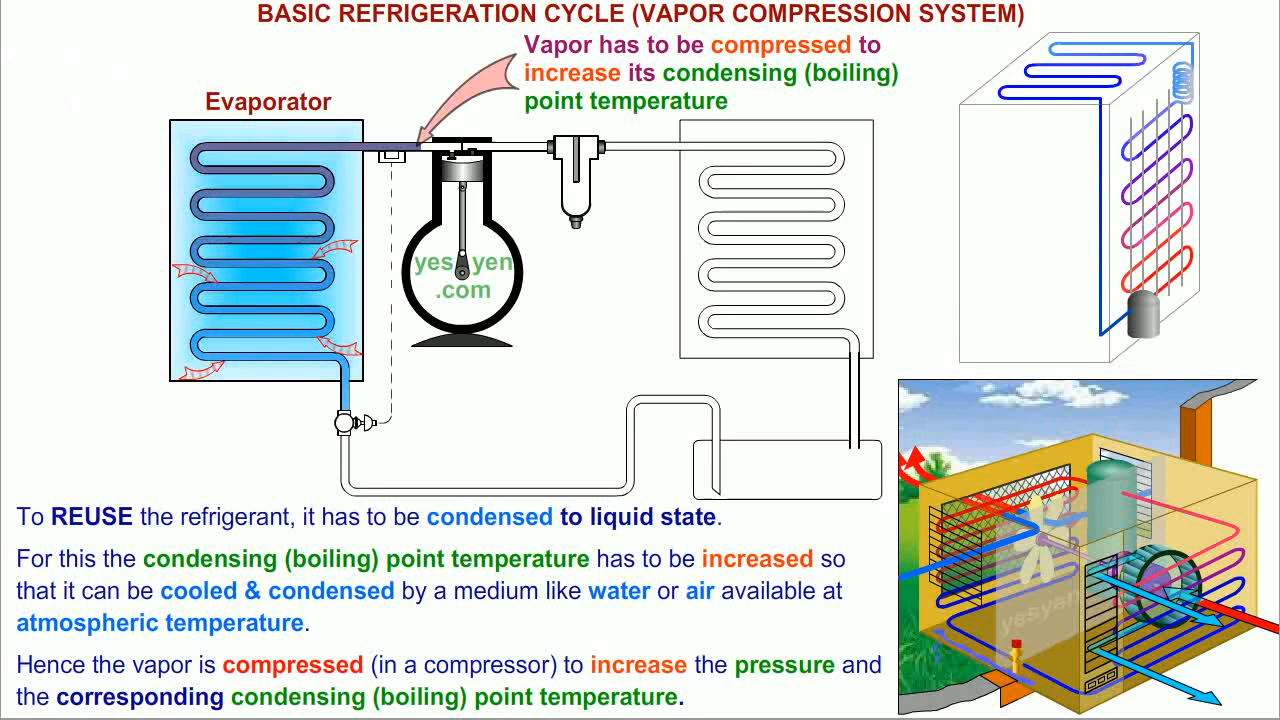 BASIC REFRIGERATION CYCLE (VAPOR COMPRESSION SYSTEM)
Vapor has to be compressed to
increase its condensing (boiling)
point temperature
Evaporator
yes yen
.com
To REUSE the refrigerant, it has to be condensed to liquid state.
For this the condensing (boiling) point temperature has to be increased so
that it can be cooled & condensed by a medium like water or air available at
atmospheric temperature.
Hence the vapor is compressed (in a compressor) to increase the pressure and
the corresponding condensing (boiling) point temperature.
yesyen